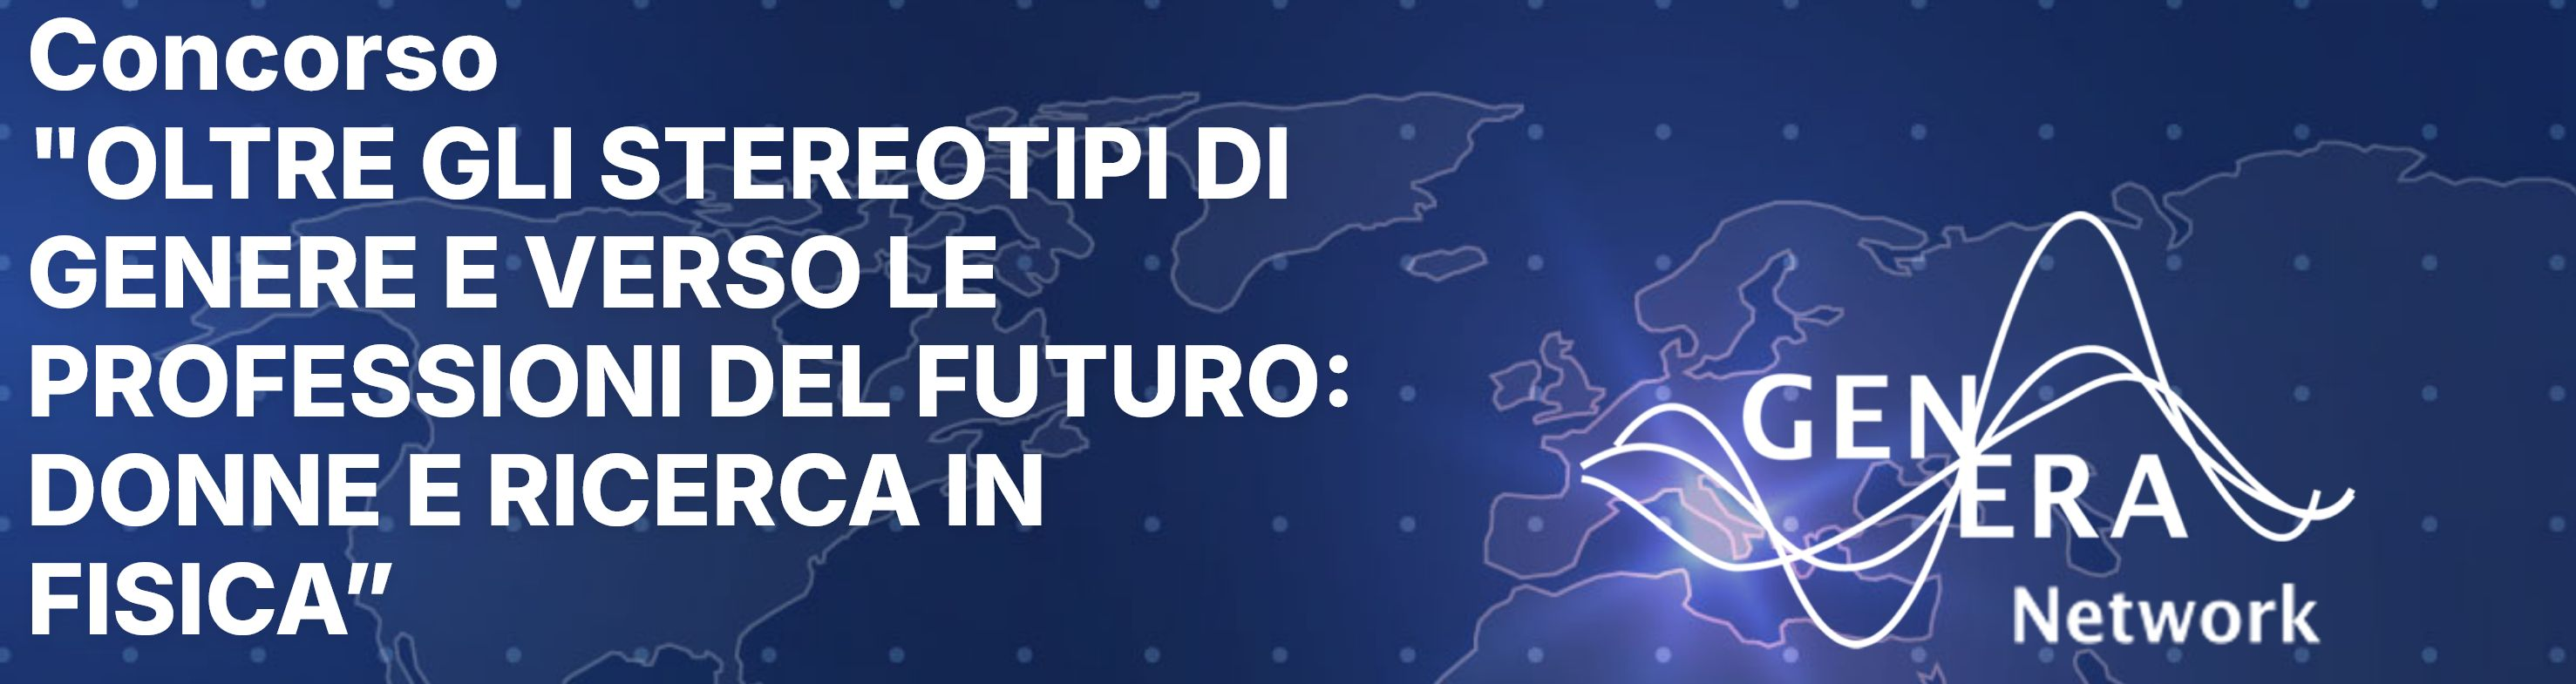 Concorso
"OLTRE GLI STEREOTIPI DI
GENERE E VERSO LE
PROFESSIONI DEL FUTURO:
DONNE E RICERCA IN
FISICA”
GEN
ERA
Network